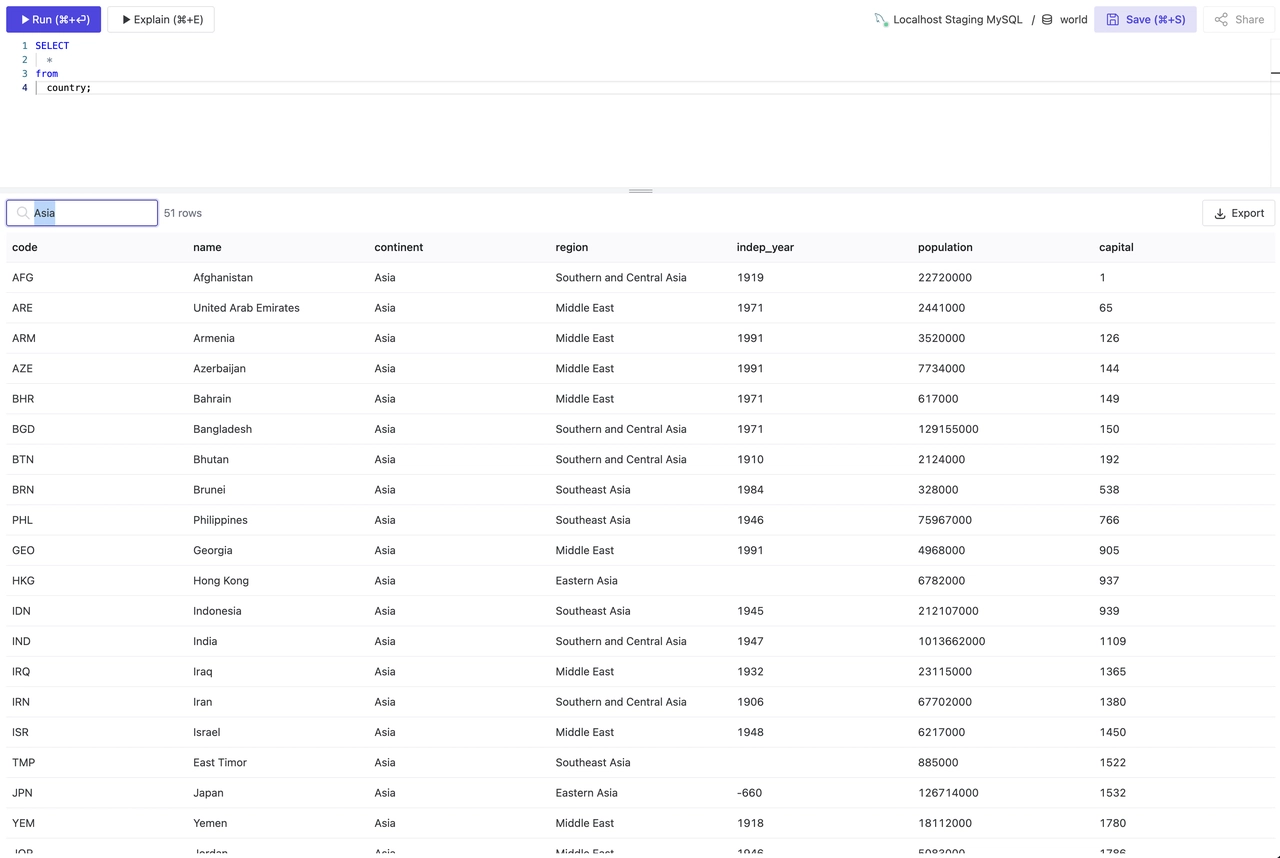 Run (⌘+⏎) Explain (⌘+E) Localhost Staging MySQL / world Save (⌘+S) Share
1 SELECT
2 *
3 from
4 country;
Asia 51 rows Export
code name continent region indep_year population capital
AFG Afghanistan Asia Southern and Central Asia 1919 22720000 1
ARE United Arab Emirates Asia Middle East 1971 2441000 65
ARM Armenia Asia Middle East 1991 3520000 126
AZE Azerbaijan Asia Middle East 1991 7734000 144
BHR Bahrain Asia Middle East 1971 617000 149
BGD Bangladesh Asia Southern and Central Asia 1971 129155000 150
BTN Bhutan Asia Southern and Central Asia 1910 2124000 192
BRN Brunei Asia Southeast Asia 1984 328000 538
PHL Philippines Asia Southeast Asia 1946 75967000 766
GEO Georgia Asia Middle East 1991 4968000 905
HKG Hong Kong Asia Eastern Asia 6782000 937
IDN Indonesia Asia Southeast Asia 1945 212107000 939
IND India Asia Southern and Central Asia 1947 1013662000 1109
IRQ Iraq Asia Middle East 1932 23115000 1365
IRN Iran Asia Southern and Central Asia 1906 67702000 1380
ISR Israel Asia Middle East 1948 6217000 1450
TMP East Timor Asia Southeast Asia 885000 1522
JPN Japan Asia Eastern Asia -660 126714000 1532
YEM Yemen Asia Middle East 1918 18112000 1780
JOR Jordan Asia Middle East 1946 5083000 1786